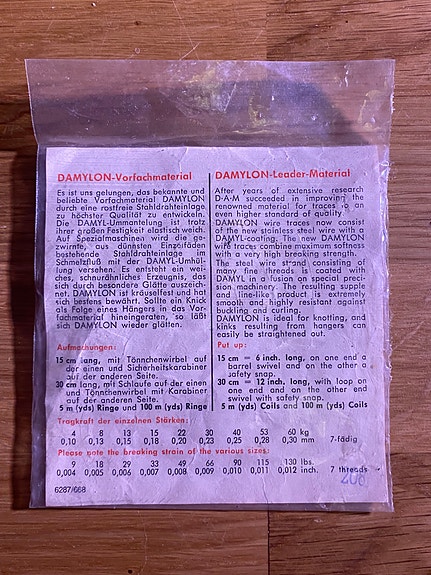 DAMYLON-Vorfachmaterial
Es ist uns gelungen, das bekannte und
beliebte Vorfachmaterial DAMYLON
durch eine rostfreie Stahldrahteinlage
zu höchster Qualität zu entwickeln.
Die DAMYL-Ummantelung ist trotz
ihrer großen Festigkeit elastisch weich.
Auf Spezialmaschinen wird die ge-
zwirnte, aus dünsten Einzelfäden
bestehende Stahldrahteinlage im
Schmelzfluß mit der DAMYL-Umhül-
lung versehen. Es entsteht ein wei-
ches, schnurähnliches Erzeugnis, das
sich durch besondere Glätte auszeich-
net. DAMYLON ist kräuselfest und hat
sich bestens bewährt. Sollte ein Knick
als Folge eines Hängers in das Vor-
fachmaterial hineingeraten, so läßt
sich DAMYLON wieder glätten.
Aufmachungen:
15 cm lang, mit Tönnchenwirbel auf
der einen und Sicherheitskarabiner
auf der anderen Seite.
30 cm lang, mit Schlaufe auf der einen
und Tönnchenwirbel mit Karabiner
auf der anderen Seite.
5 m (yds) Ringe und 100 m (yds) Ringe
DAMYLON-Leader-Material
After years of extensive research
D·A·M succeeded in improving the
renowned material for traces to an
even higher standard of quality.
DAMYLON wire traces now consist
of the new stainless steel wire with a
DAMYL-coating. The new DAMYLON
wire traces combine maximum softness
with a very high breaking strength.
The steel wire strand consisting of
many fine threads is coated with
DAMYL in a fusion on special preci-
sion machinery. The resulting supple
and line-like product is extremely
smooth and highly resistant against
buckling and curling.
DAMYLON is ideal for knotting, and
kinks resulting from hangers can
easily be straightened out.
Put up:
15 cm = 6 inch. long, on one end a
barrel swivel and on the other a
safety snap.
30 cm = 12 inch. long, with loop on
one end and on the other end
swivel with safety snap.
5 m (yds) Coils and 100 m (yds) Coils
Tragkraft der einzelnen Stärken:
4 8 13 15 22 30 40 53 60 kg
0,10 0,13 0,15 0,18 0,20 0,23 0,25 0,28 0,30 mm 7-fädig
Please note the breaking strain of the various sizes:
9 18 29 33 49 66 90 115 130 lbs.
0,004 0,005 0,006 0,007 0,008 0,009 0,010 0,011 0,012 inch. 7 threads
6287/668